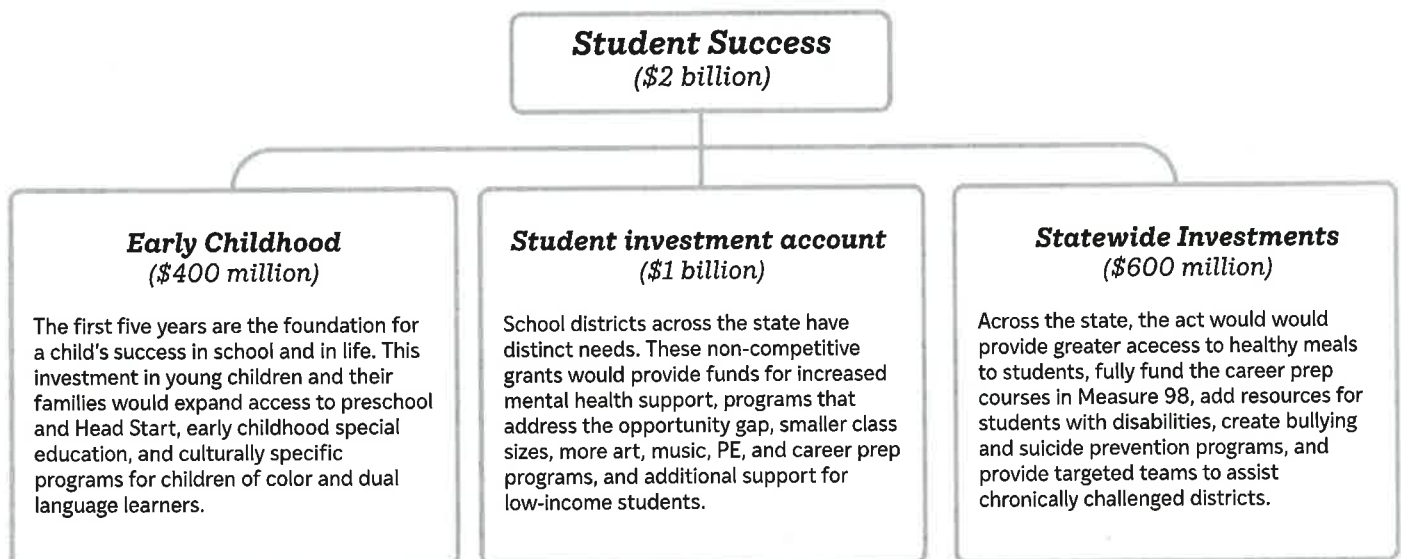 Student Success
($2 billion)
Early Childhood
($400 million)
The first five years are the foundation for
a child's success in school and in life. This
investment in young children and their
families would expand access to preschool
and Head Start, early childhood special
education, and culturally specific
programs for children of color and dual
language learners.
Student investment account
($1 billion)
School districts across the state have
distinct needs. These non-competitive
grants would provide funds for increased
mental health support, programs that
address the opportunity gap, smaller class
sizes, more art, music, PE, and career prep
programs, and additional support for
low-income students.
Statewide Investments
($600 million)
Across the state, the act would would
provide greater acecess to healthy meals
to students, fully fund the career prep
courses in Measure 98, add resources for
students with disabilities, create bullying
and suicide prevention programs, and
provide targeted teams to assist
chronically challenged districts.